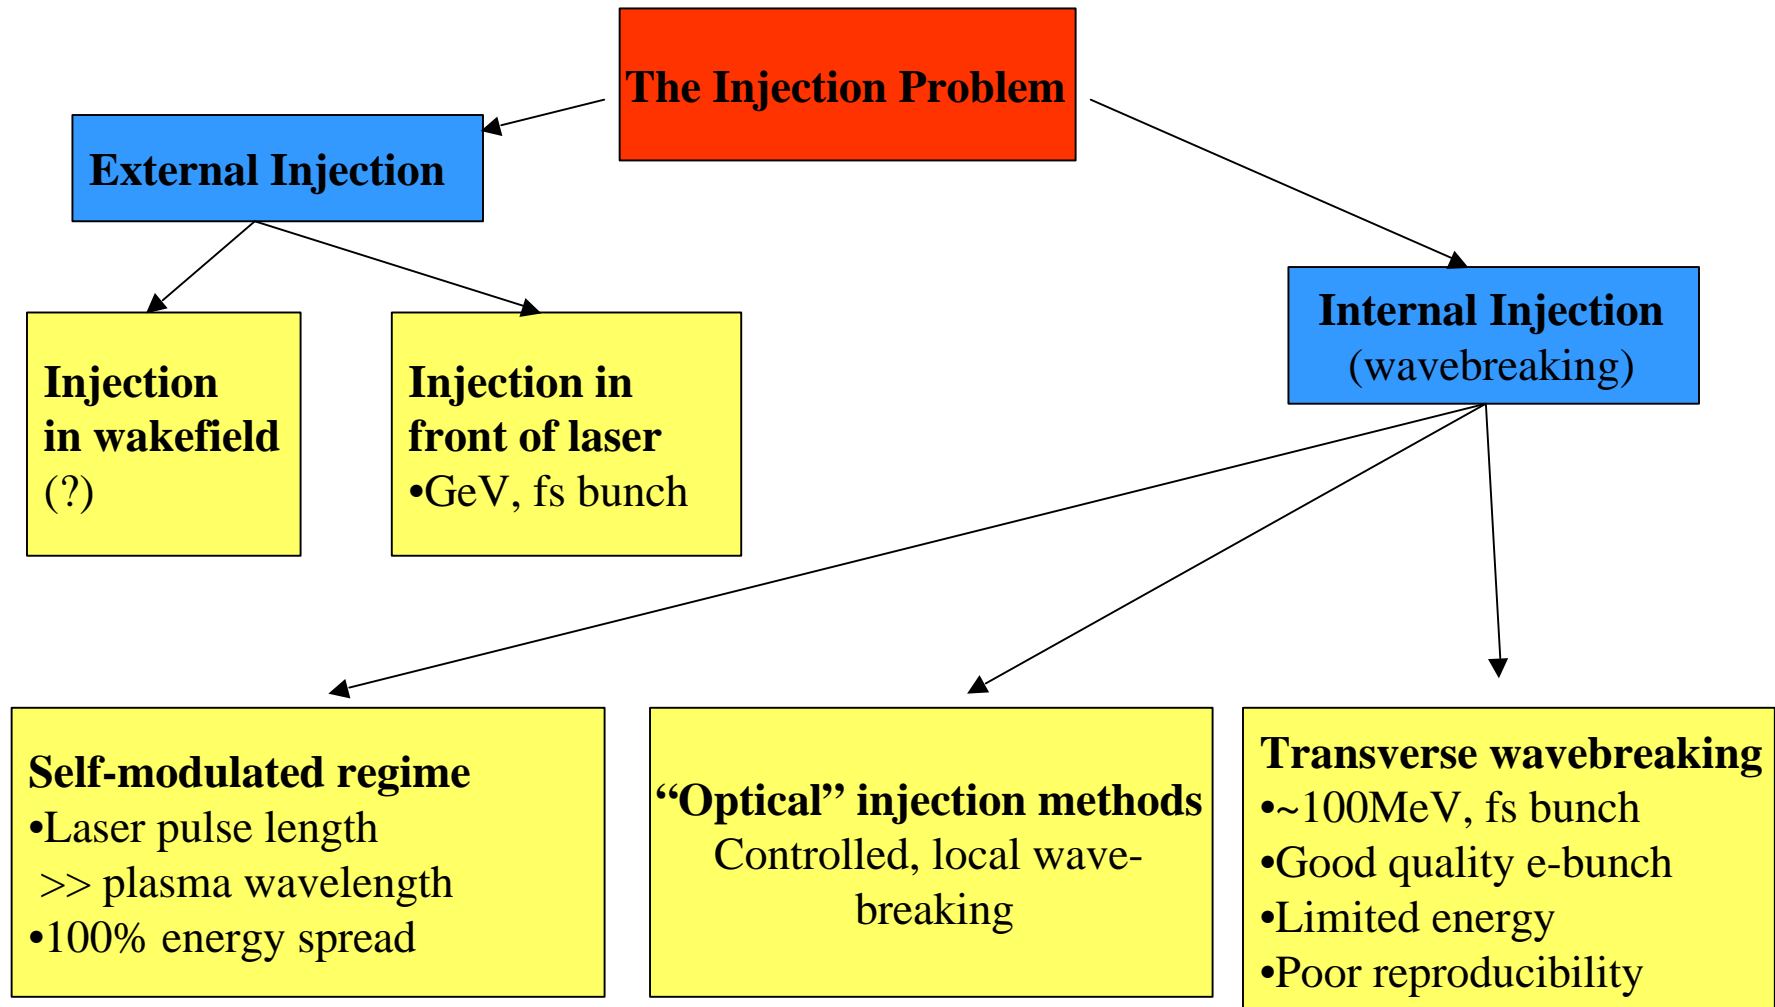 The Injection Problem
External Injection
Injection
in wakefield
(?)
Injection in
front of laser
•GeV, fs bunch
Internal Injection
(wavebreaking)
Self-modulated regime
•Laser pulse length
>> plasma wavelength
•100% energy spread
“Optical” injection methods
Controlled, local wave-
breaking
Transverse wavebreaking
•~100MeV, fs bunch
•Good quality e-bunch
•Limited energy
•Poor reproducibility